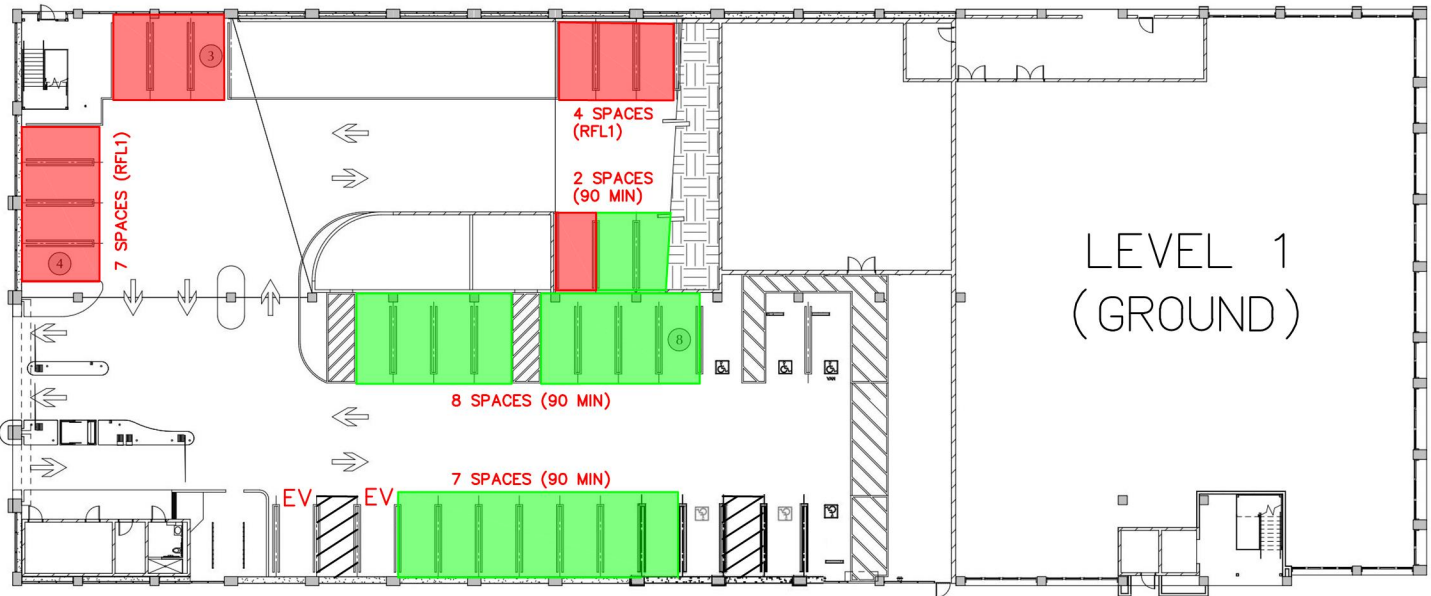 3
4 SPACES
(RFL1)
7 SPACES (RFL1)
2 SPACES
(90 MIN)
4
LEVEL 1
(GROUND)
8
VAN
8 SPACES (90 MIN)
7 SPACES (90 MIN)
EV
EV